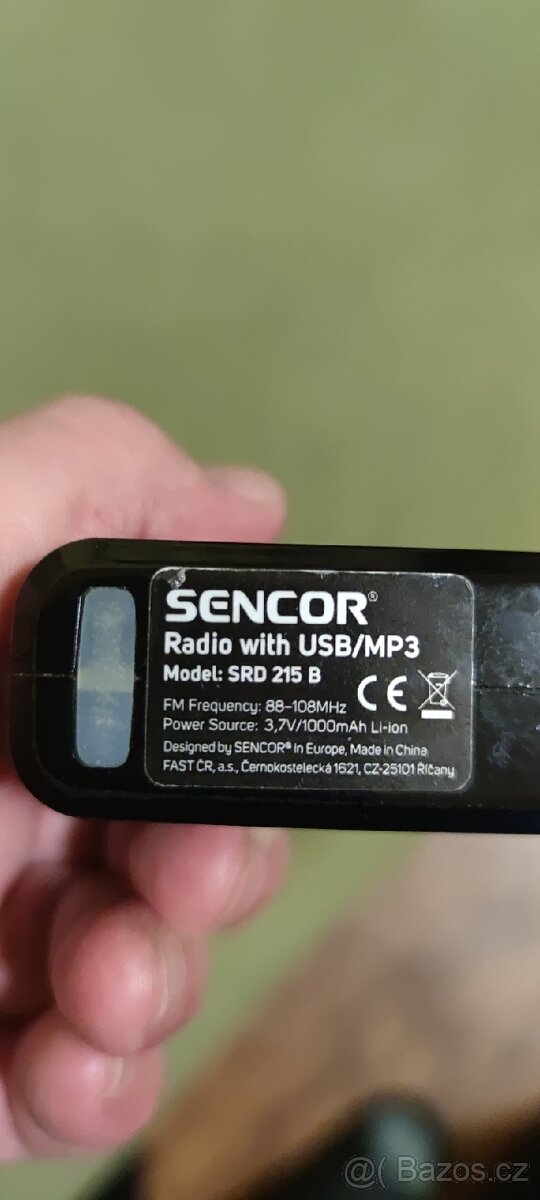 SENCOR®
Radio with USB/MP3
Model: SRD 215 B
CE
FM Frequency: 88-108MHz
Power Source: 3,7V/1000mAh Li-ion
Designed by SENCOR® in Europe, Made in China
FAST ČR, a.s., Černokostelecká 1621, CZ-25101 Říčany
@( Bazos.cz